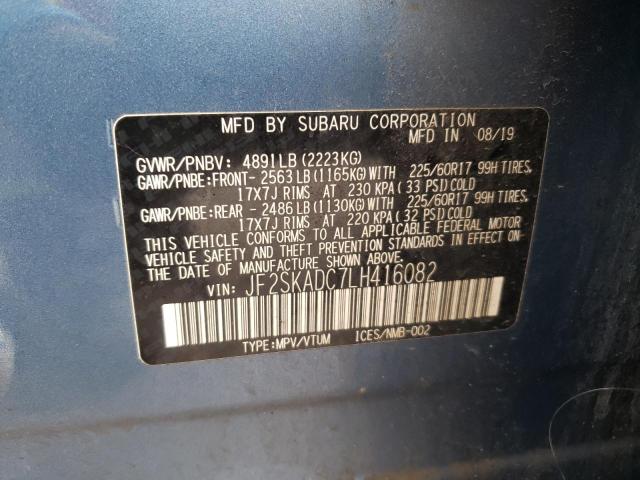 MFD BY SUBARU CORPORATION
MFD IN 08/19
GVWR/PNBV: 4891LB (2223KG)
GAWR/PNBE:FRONT- 2563LB (1165KG)WITH 225/60R17 99H TIRES,
17X7J RIMS AT 230 KPA ( 33 PSI)COLD
GAWR/PNBE:REAR - 2486LB (1130KG)WITH 225/60R17 99H TIRES,
17X7J RIMS AT 220 KPA ( 32 PSI)COLD
THIS VEHICLE CONFORMS TO ALL APPLICABLE FEDERAL MOTOR
VEHICLE SAFETY AND THEFT PREVENTION STANDARDS IN EFFECT ON
THE DATE OF MANUFACTURE SHOWN ABOVE.
VIN: JF2SKADC7LH416082
TYPE:MPV/VTUM ICES/NMB-002